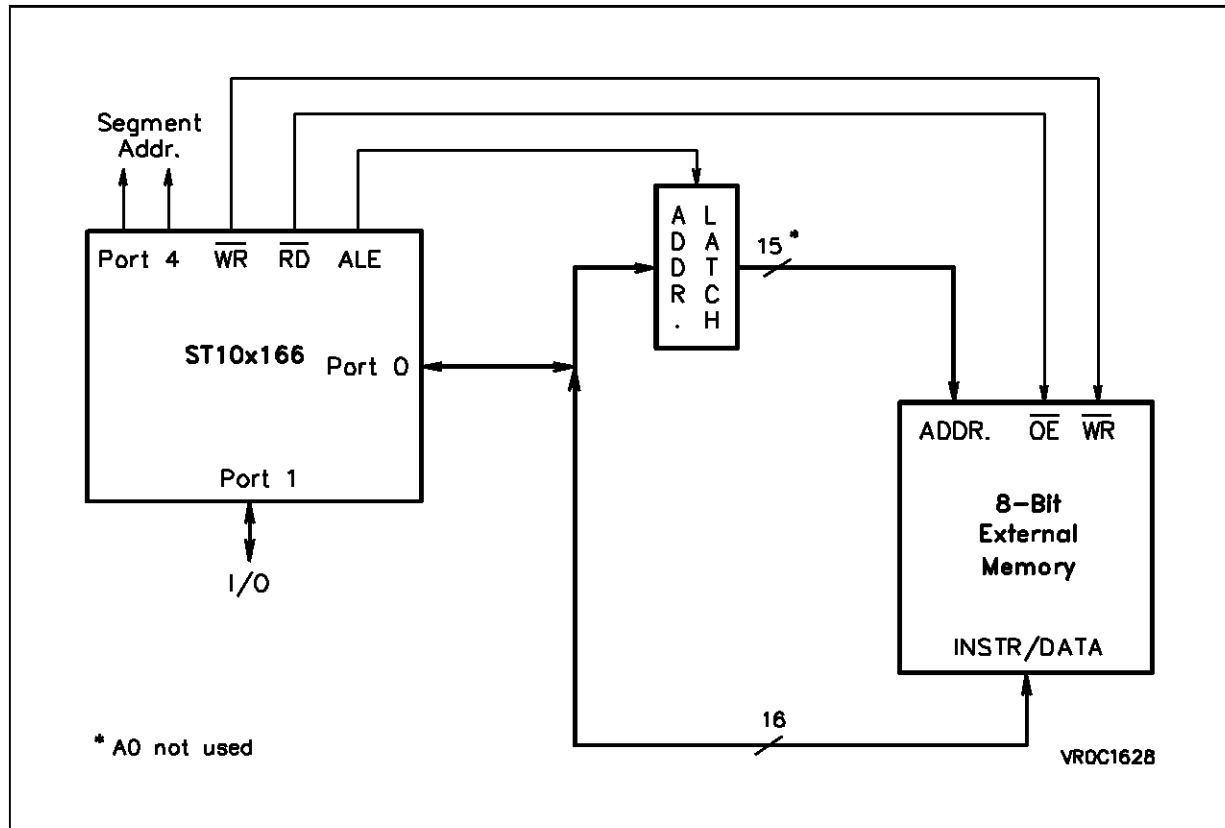 Segment
Addr.
Port 4 WR RD ALE
ST10x166
Port 0
Port 1
I/O
ADDR.
LATCH
15*
ADDR. OE WR
8-Bit
External
Memory
INSTR/DATA
16
* A0 not used
VR0C1628